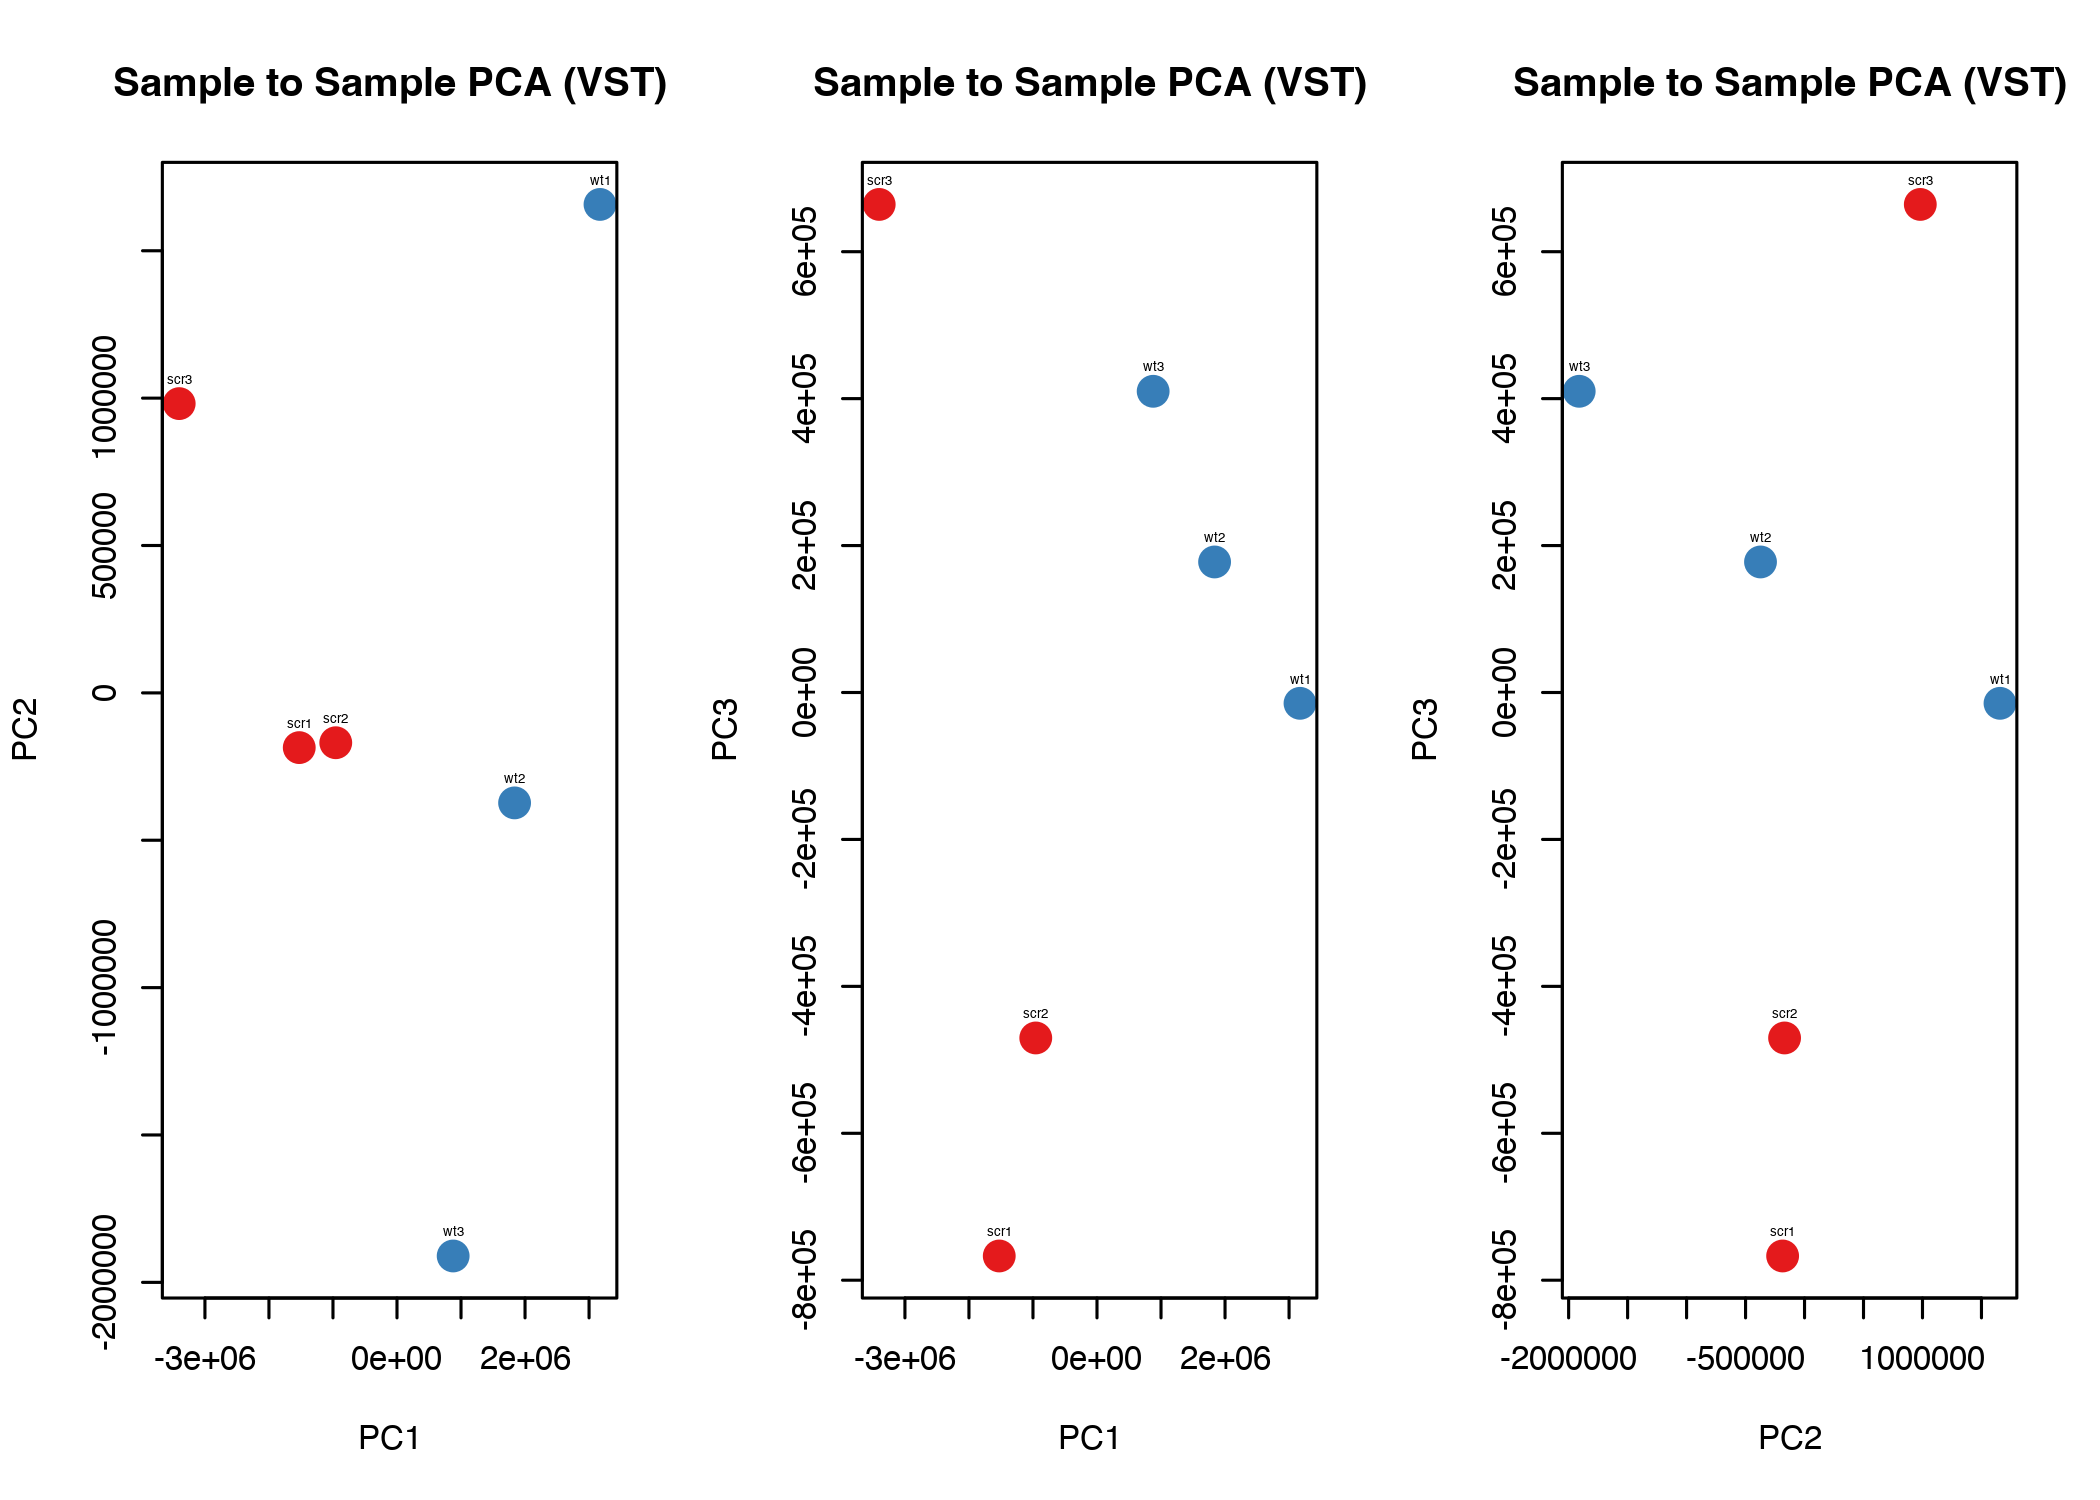 Sample to Sample PCA (VST)
wt1
scr3
scr1
scr2
wt2
wt3
1000000
500000
0
-1000000
-2000000
PC2
-3e+06 0e+00 2e+06
PC1
Sample to Sample PCA (VST)
scr3
wt3
wt2
wt1
scr2
scr1
6e+05
4e+05
2e+05
0e+00
-2e+05
-4e+05
-6e+05
-8e+05
PC3
-3e+06 0e+00 2e+06
PC1
Sample to Sample PCA (VST)
scr3
wt3
wt2
wt1
scr2
scr1
6e+05
4e+05
2e+05
0e+00
-2e+05
-4e+05
-6e+05
-8e+05
PC3
-2000000 -500000 1000000
PC2